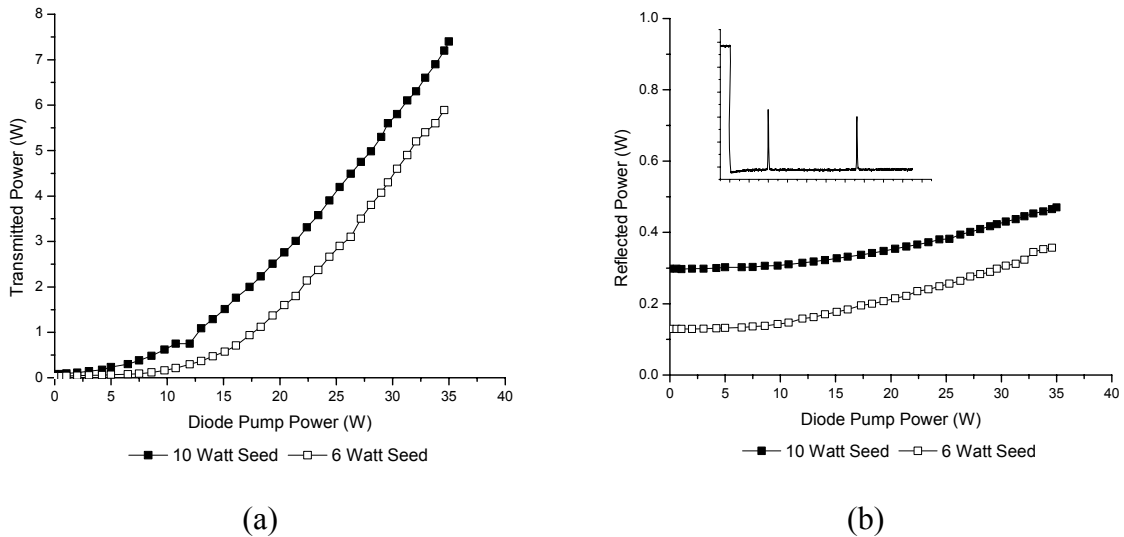 8
7
6
5
4
3
2
1
0
Transmitted Power (W)
0 5 10 15 20 25 30 35 40
Diode Pump Power (W)
10 Watt Seed 6 Watt Seed
(a)
1.0
0.8
0.6
0.4
0.2
0.0
Reflected Power (W)
0 5 10 15 20 25 30 35 40
Diode Pump Power (W)
10 Watt Seed 6 Watt Seed
(b)